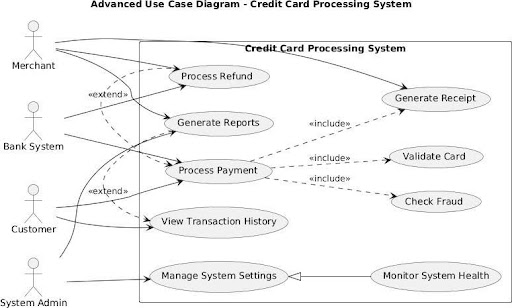 Advanced Use Case Diagram - Credit Card Processing System
Credit Card Processing System
Merchant
Process Refund
«extend»
Generate Receipt
Generate Reports
«include»
Bank System
Validate Card
«include»
Process Payment
«include»
«extend»
Check Fraud
Customer
View Transaction History
Manage System Settings
Monitor System Health
System Admin